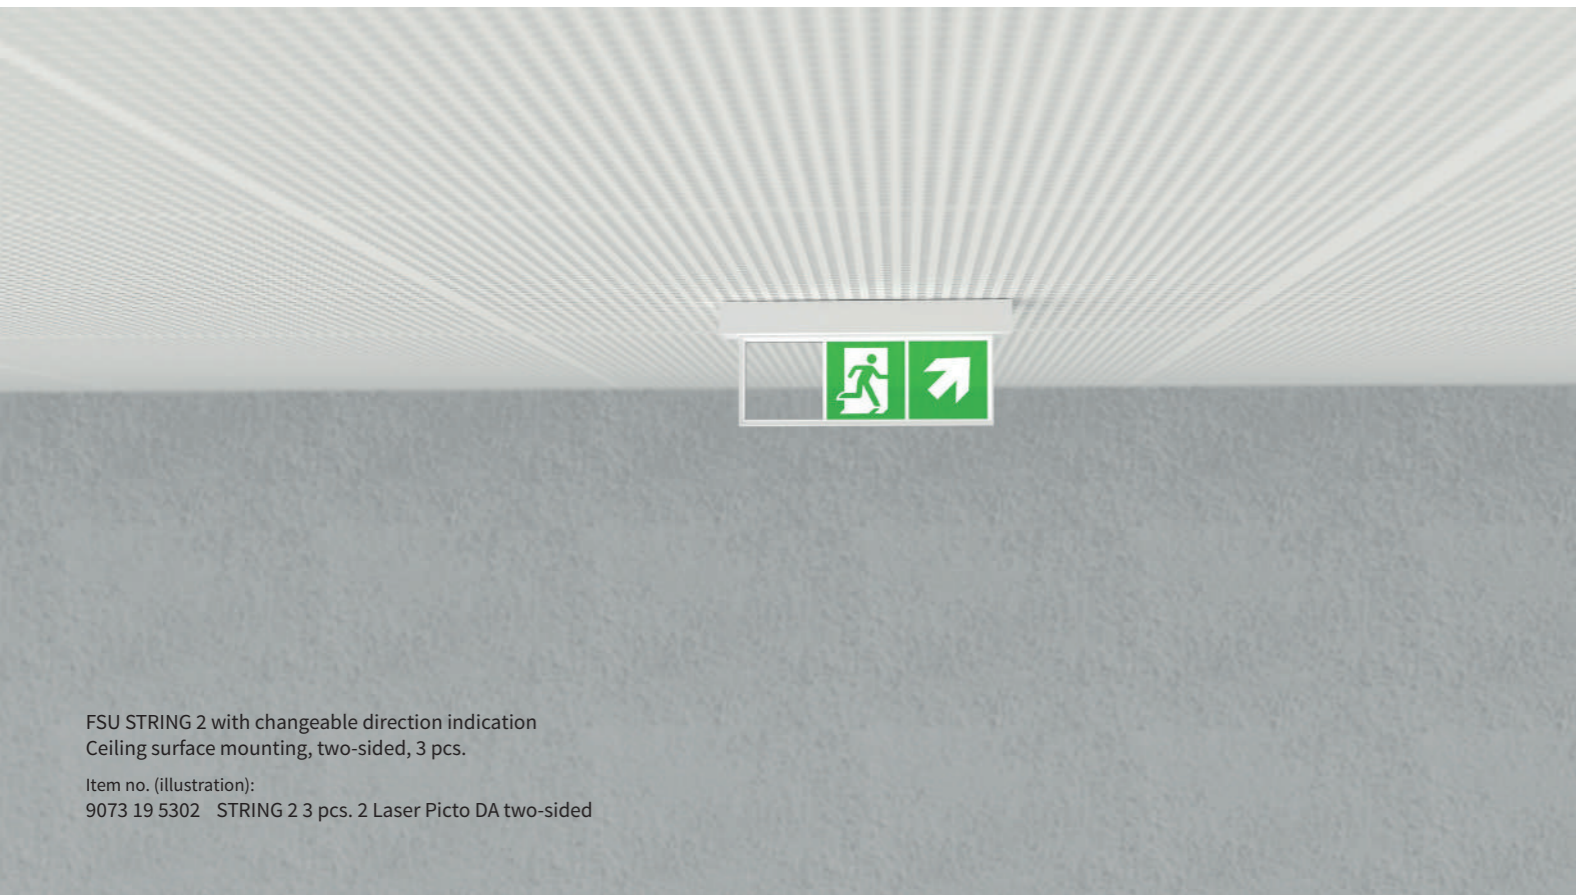 FSU STRING 2 with changeable direction indication
Ceiling surface mounting, two-sided, 3 pcs.
Item no. (illustration):
9073 19 5302 STRING 2 3 pcs. 2 Laser Picto DA two-sided